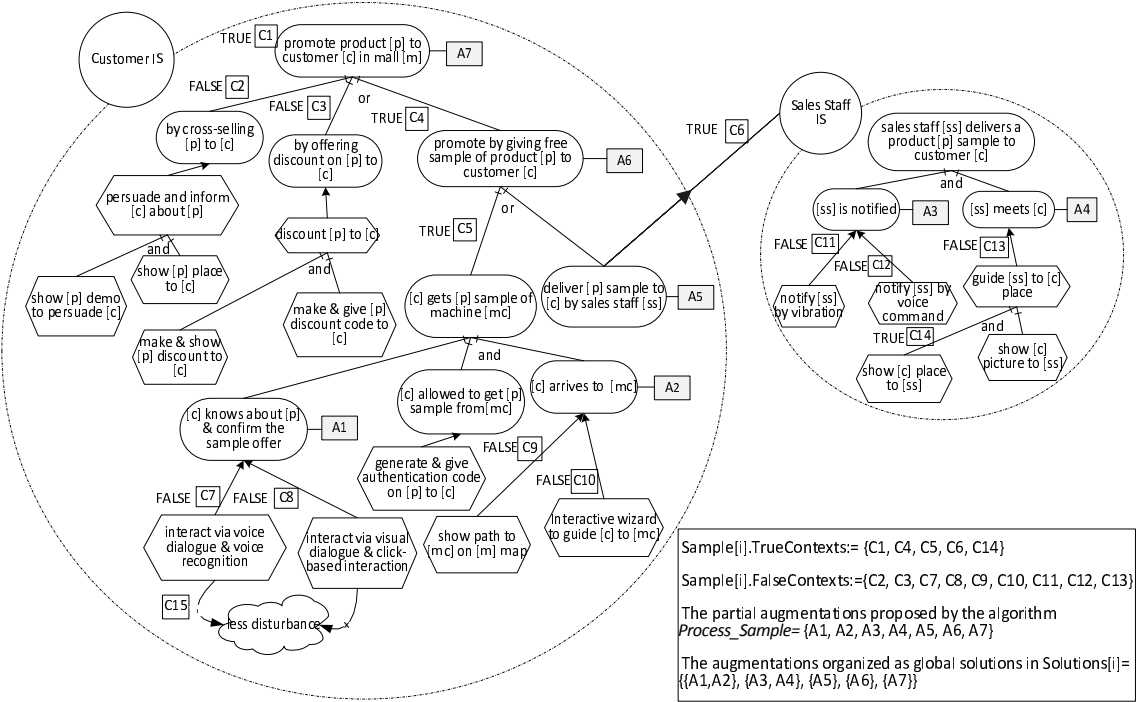 Customer IS
TRUE C1
promote product [p] to
customer [c] in mall [m]
A7
FALSE C2
FALSE C3
or
TRUE C4
by cross-selling
[p] to [c]
by offering
discount on [p] to
[c]
promote by giving free
sample of product [p] to
customer [c]
A6
TRUE C6
persuade and inform
[c] about [p]
discount [p] to [c]
and
show [p] demo
to persuade [c]
show [p] place
to [c]
and
make & show
[p] discount to
[c]
make & give [p]
discount code to
[c]
or
TRUE C5
[c] gets [p] sample of
machine [mc]
deliver [p] sample to
[c] by sales staff [ss]
A5
and
[c] knows about [p]
& confirm the
sample offer
A1
[c] allowed to get [p]
sample from[mc]
[c] arrives to [mc]
A2
generate & give
authentication code
on [p] to [c]
FALSE C9
FALSE C10
FALSE C7
FALSE C8
interact via voice
dialogue & voice
recognition
interact via visual
dialogue & click-
based interaction
show path to
[mc] on [m] map
Interactive wizard
to guide [c] to [mc]
C15
less disturbance
x
Sales Staff
IS
sales staff [ss] delivers a
product [p] sample to
customer [c]
and
[ss] is notified
A3
[ss] meets [c]
A4
FALSE C11
FALSE C12
FALSE C13
notify [ss]
by vibration
notify [ss] by
voice
command
guide [ss] to [c]
place
TRUE C14
and
show [c] place
to [ss]
show [c]
picture to [ss]
Sample[i].TrueContexts:= {C1, C4, C5, C6, C14}
Sample[i].FalseContexts:={C2, C3, C7, C8, C9, C10, C11, C12, C13}
The partial augmentations proposed by the algorithm
Process_Sample= {A1, A2, A3, A4, A5, A6, A7}
The augmentations organized as global solutions in Solutions[i]=
{{A1,A2}, {A3, A4}, {A5}, {A6}, {A7}}